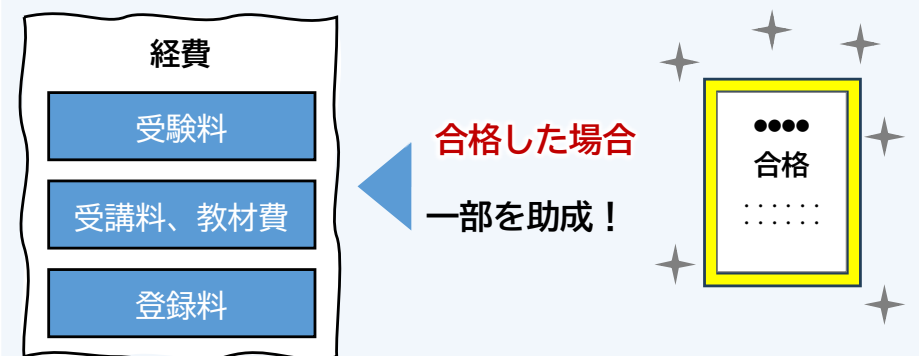 経費
受験料
受講料、教材費
登録料
合格した場合
一部を助成！
●●●●
合格
：：：：：：